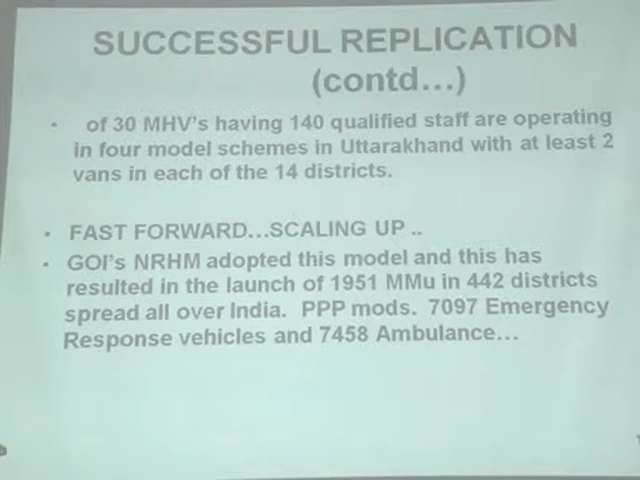 SUCCESSFUL REPLICATION
(contd…)
• of 30 MHV's having 140 qualified staff are operating
in four model schemes in Uttarakhand with at least 2
vans in each of the 14 districts.
• FAST FORWARD…SCALING UP ..
• GOI's NRHM adopted this model and this has
resulted in the launch of 1951 MMu in 442 districts
spread all over India. PPP mods. 7097 Emergency
Response vehicles and 7458 Ambulance…